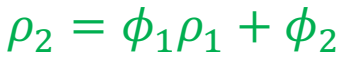 ρ₂ = ϕ₁ρ₁ + ϕ₂